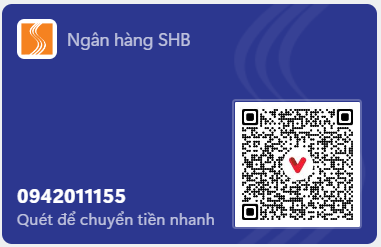 Ngân hàng SHB
0942011155
Quét để chuyển tiền nhanh